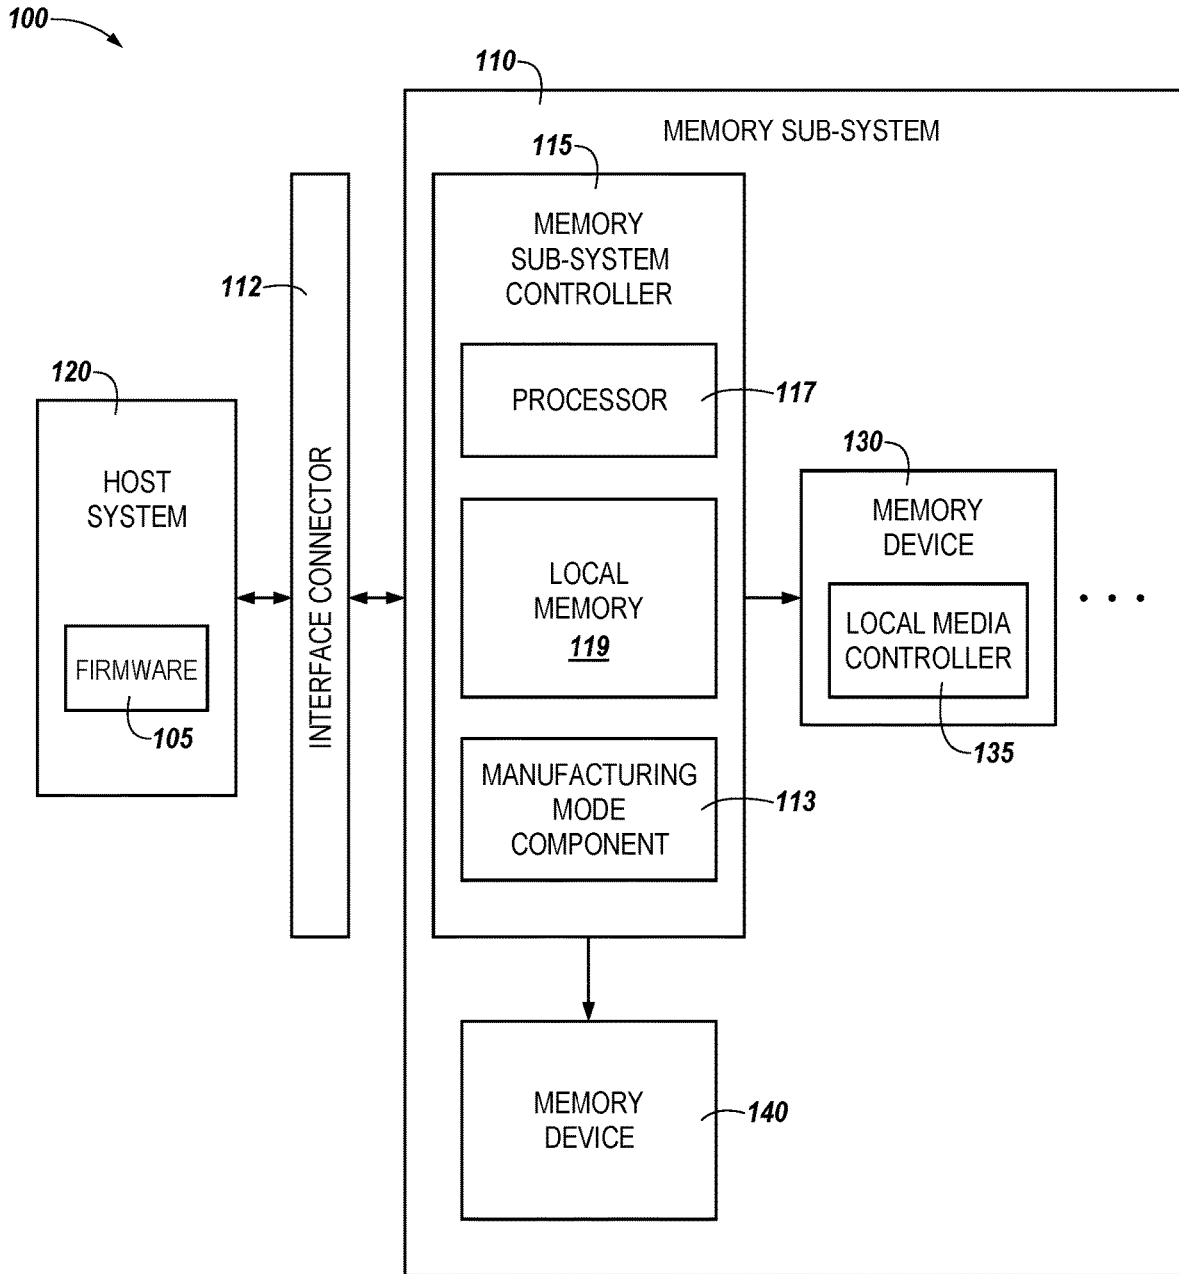 100
110
MEMORY SUB-SYSTEM
115
MEMORY
SUB-SYSTEM
CONTROLLER
112
INTERFACE CONNECTOR
120
HOST
SYSTEM
FIRMWARE
105
PROCESSOR
117
LOCAL
MEMORY
119
MANUFACTURING
MODE
COMPONENT
113
130
MEMORY
DEVICE
LOCAL MEDIA
CONTROLLER
135
• • •
MEMORY
DEVICE
140